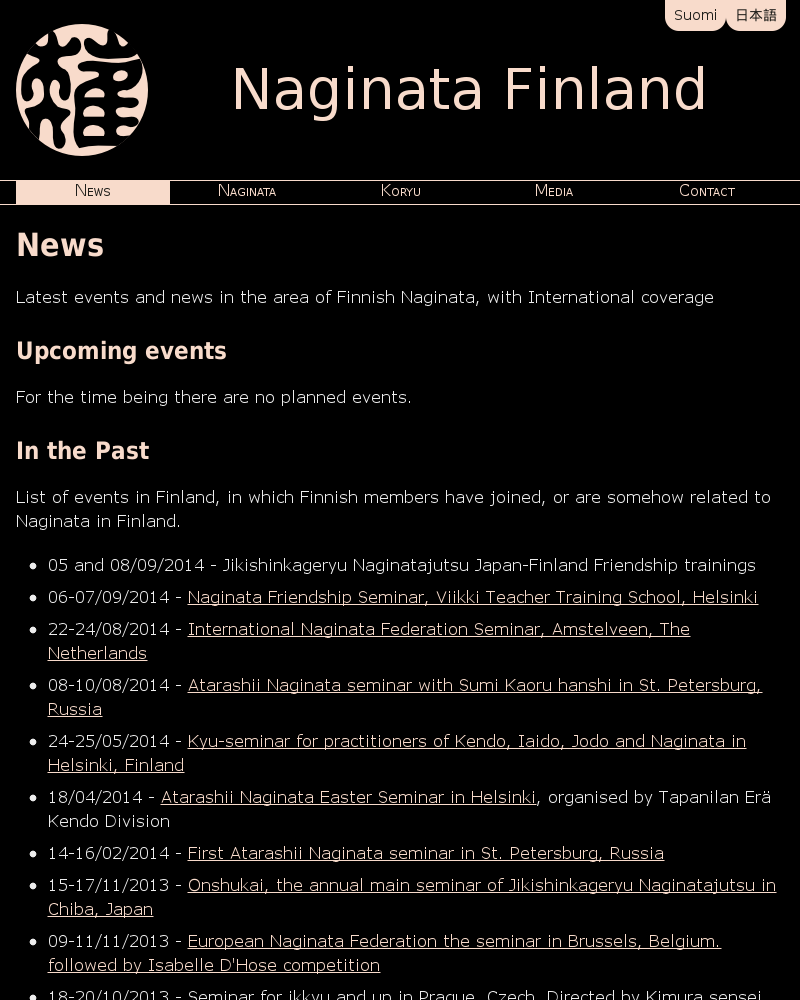 Suomi 日本語
Naginata Finland
News Naginata Koryu Media Contact
News
Latest events and news in the area of Finnish Naginata, with International coverage
Upcoming events
For the time being there are no planned events.
In the Past
List of events in Finland, in which Finnish members have joined, or are somehow related to
Naginata in Finland.
05 and 08/09/2014 - Jikishinkageryu Naginatajutsu Japan-Finland Friendship trainings
06-07/09/2014 - Naginata Friendship Seminar, Viikki Teacher Training School, Helsinki
22-24/08/2014 - International Naginata Federation Seminar, Amstelveen, The
Netherlands
08-10/08/2014 - Atarashii Naginata seminar with Sumi Kaoru hanshi in St. Petersburg,
Russia
24-25/05/2014 - Kyu-seminar for practitioners of Kendo, Iaido, Jodo and Naginata in
Helsinki, Finland
18/04/2014 - Atarashii Naginata Easter Seminar in Helsinki, organised by Tapanilan Erä
Kendo Division
14-16/02/2014 - First Atarashii Naginata seminar in St. Petersburg, Russia
15-17/11/2013 - Onshukai, the annual main seminar of Jikishinkageryu Naginatajutsu in
Chiba, Japan
09-11/11/2013 - European Naginata Federation the seminar in Brussels, Belgium.
followed by Isabelle D'Hose competition
18-20/10/2013 - Seminar for ikkyu and up in Prague, Czech. Directed by Kimura sensei